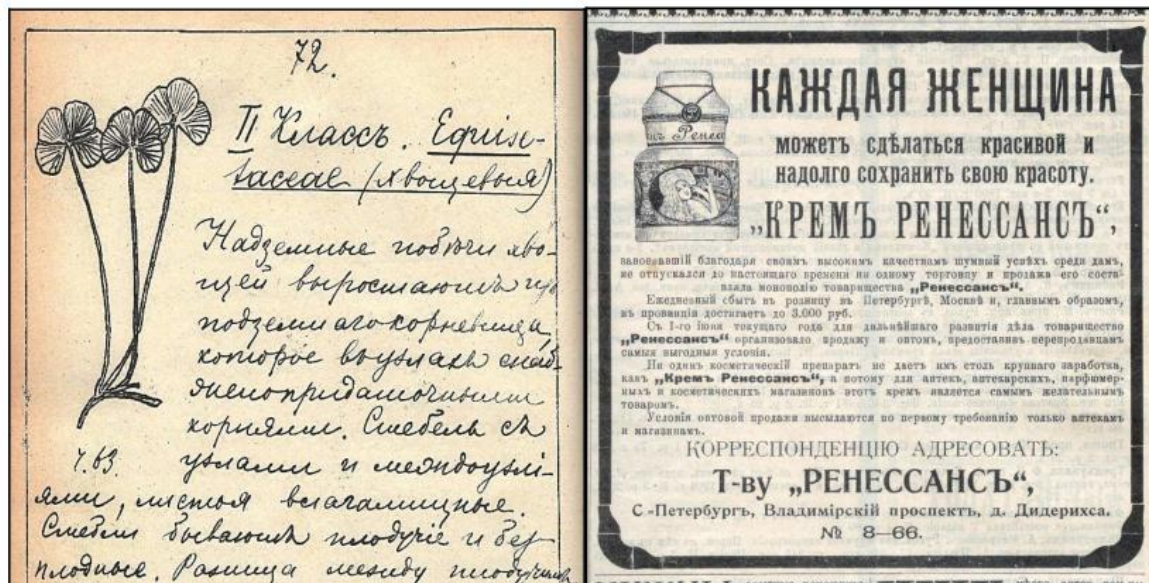 72.
II Классъ. Equise-
taceae (хвощевыя)
Надземные побѣги хво-
щей выростаютъ изъ
подземнаго корневища,
которое въ узлахъ снаб-
жено придаточными
корнями. Стебель съ
узлами и междоузлі-
ями, листья влагалищные.
Стебли бываютъ плодучіе и без-
плодные. Разница между плодучими
КАЖДАЯ ЖЕНЩИНА
можетъ сдѣлаться красивой и
надолго сохранить свою красоту.
„КРЕМЪ РЕНЕССАНСЪ“,
завоевавшій благодаря своимъ высокимъ качествамъ шумный успѣхъ среди дамъ,
не отпускался до настоящаго времени ни одному торговцу и продажа его соста-
вляла монополію товарищества „Ренессансъ“.
Ежедневный сбытъ въ розницу въ Петербургѣ, Москвѣ и, главнымъ образомъ,
въ провинціи достигаетъ до 3.000 руб.
Съ 1-го іюня текущаго года для дальнѣйшаго развитія дѣла товарищество
„Ренессансъ“ организовало продажу и оптомъ, предоставивъ перепродавцамъ
самыя выгодныя условія.
Ни одинъ косметическій препаратъ не даетъ имъ столь крупнаго заработка,
какъ „Кремъ Ренессансъ“, а потому для аптекъ, аптекарскихъ, парфюмер-
ныхъ и косметическихъ магазиновъ этотъ кремъ является самымъ желательнымъ
товаромъ.
Условія оптовой продажи высылаются по первому требованію только аптекамъ
и магазинамъ.
КОРРЕСПОНДЕНЦІЮ АДРЕСОВАТЬ:
Т-ву „РЕНЕССАНСЪ“,
С-Петербургъ, Владимірскій проспектъ, д. Дидерихса.
№ 8—66.